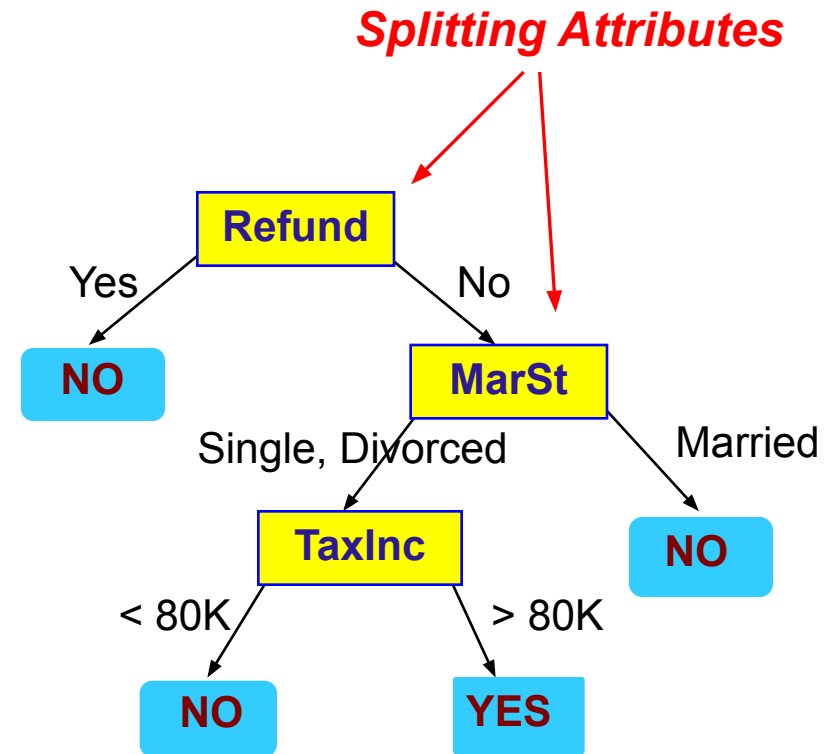 Splitting Attributes
Refund
Yes
No
NO
MarSt
Single, Divorced
Married
TaxInc
NO
< 80K
> 80K
NO
YES